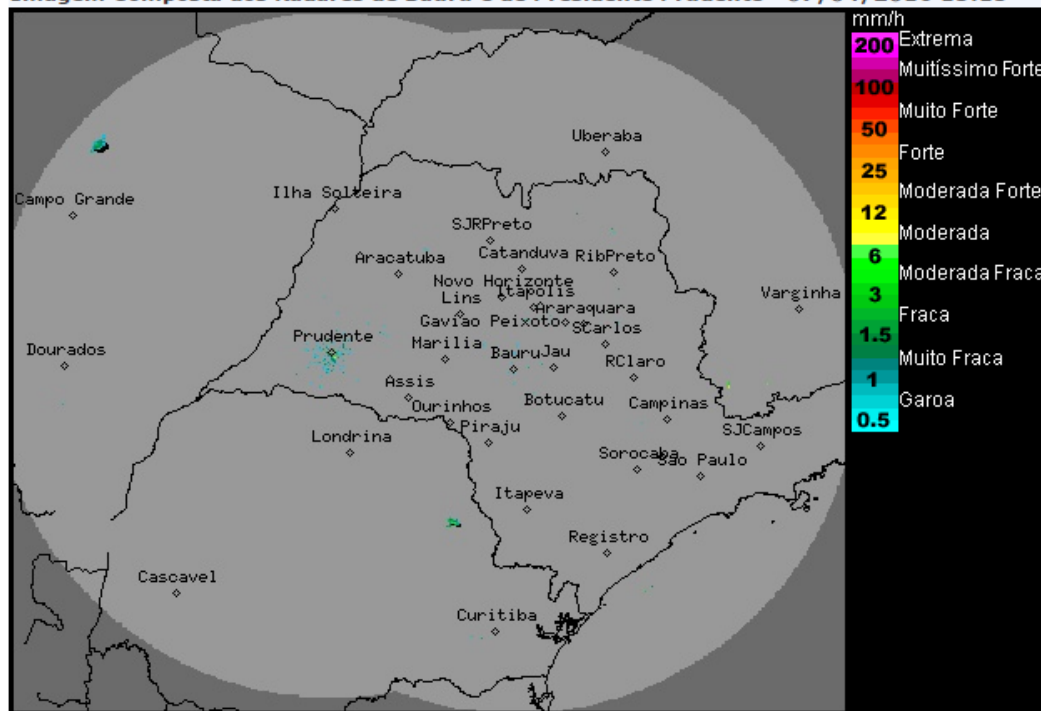 mm/h
200 Extrema
Muitíssimo Forte
100
Muito Forte
50
Forte
25
Moderada Forte
12
Moderada
6
Moderada Fraca
3
Fraca
1.5
Muito Fraca
1
Garoa
0.5
Uberaba
Campo Grande
Ilha Solteira
SJRPreto
Aracatuba
Catanduva
RibPreto
Novo Horizonte
Itapolis
Lins
Araraquara
Varginha
Gaviao Peixoto
SCarlos
Prudente
Dourados
Marilia
Bauru
Jau
RClaro
Assis
Ourinhos
Botucatu
Campinas
Piraju
Londrina
SJCampos
Sorocaba
Sao Paulo
Itapeva
Registro
Cascavel
Curitiba